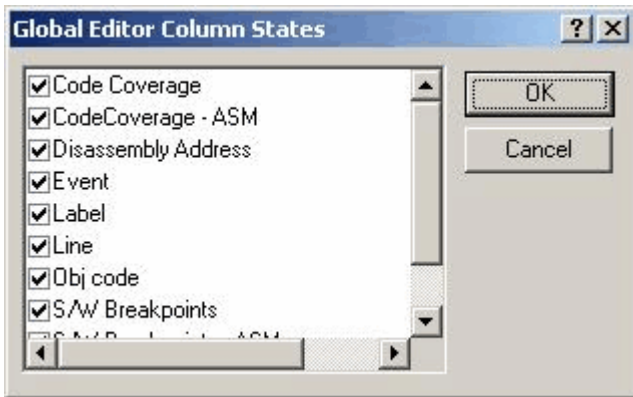 Global Editor Column States
Code Coverage
CodeCoverage - ASM
Disassembly Address
Event
Label
Line
Obj code
S/W Breakpoints
OK
Cancel